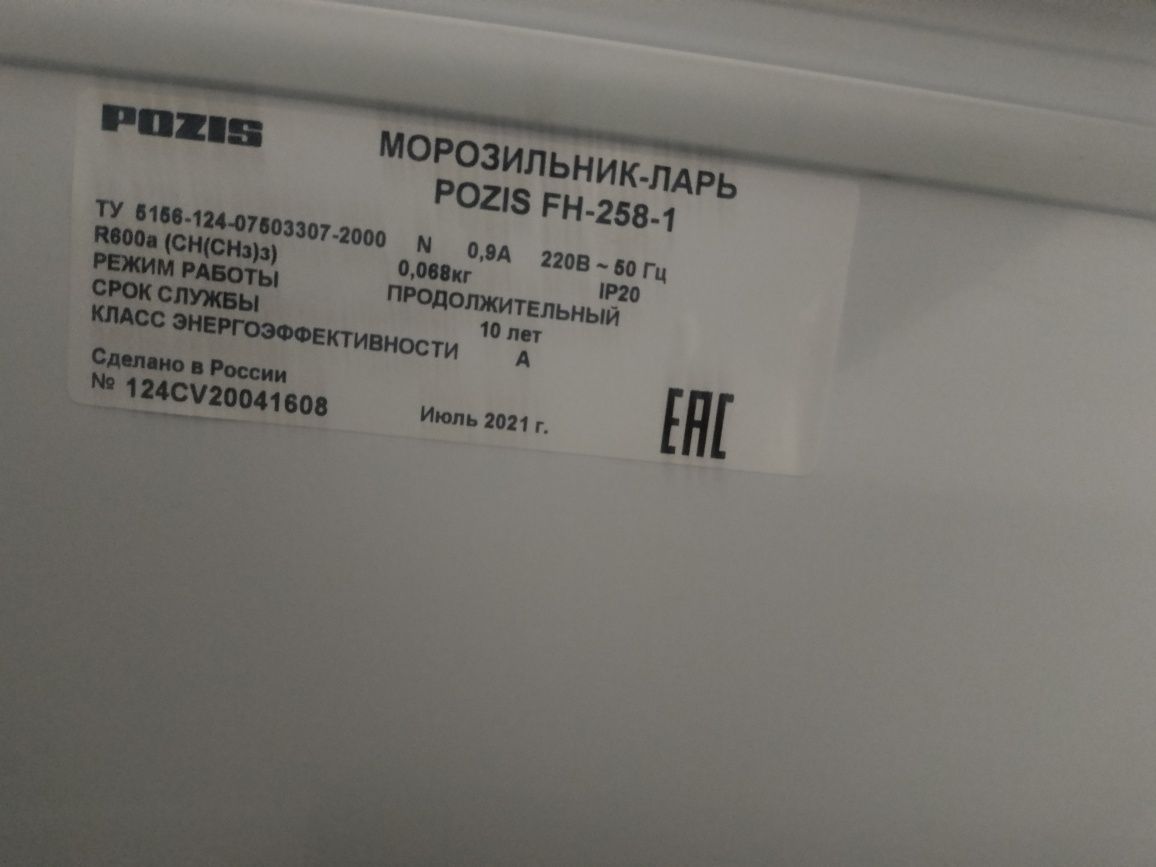 POZIS
МОРОЗИЛЬНИК-ЛАРЬ
POZIS FH-258-1
ТУ 5156-124-07503307-2000 N 0,9А 220В ~ 50 Гц
R600a (CH(CH₃)₃) 0,068кг IP20
РЕЖИМ РАБОТЫ ПРОДОЛЖИТЕЛЬНЫЙ
СРОК СЛУЖБЫ 10 лет
КЛАСС ЭНЕРГОЭФФЕКТИВНОСТИ А
Сделано в России
№ 124CV20041608 Июль 2021 г.
EAC